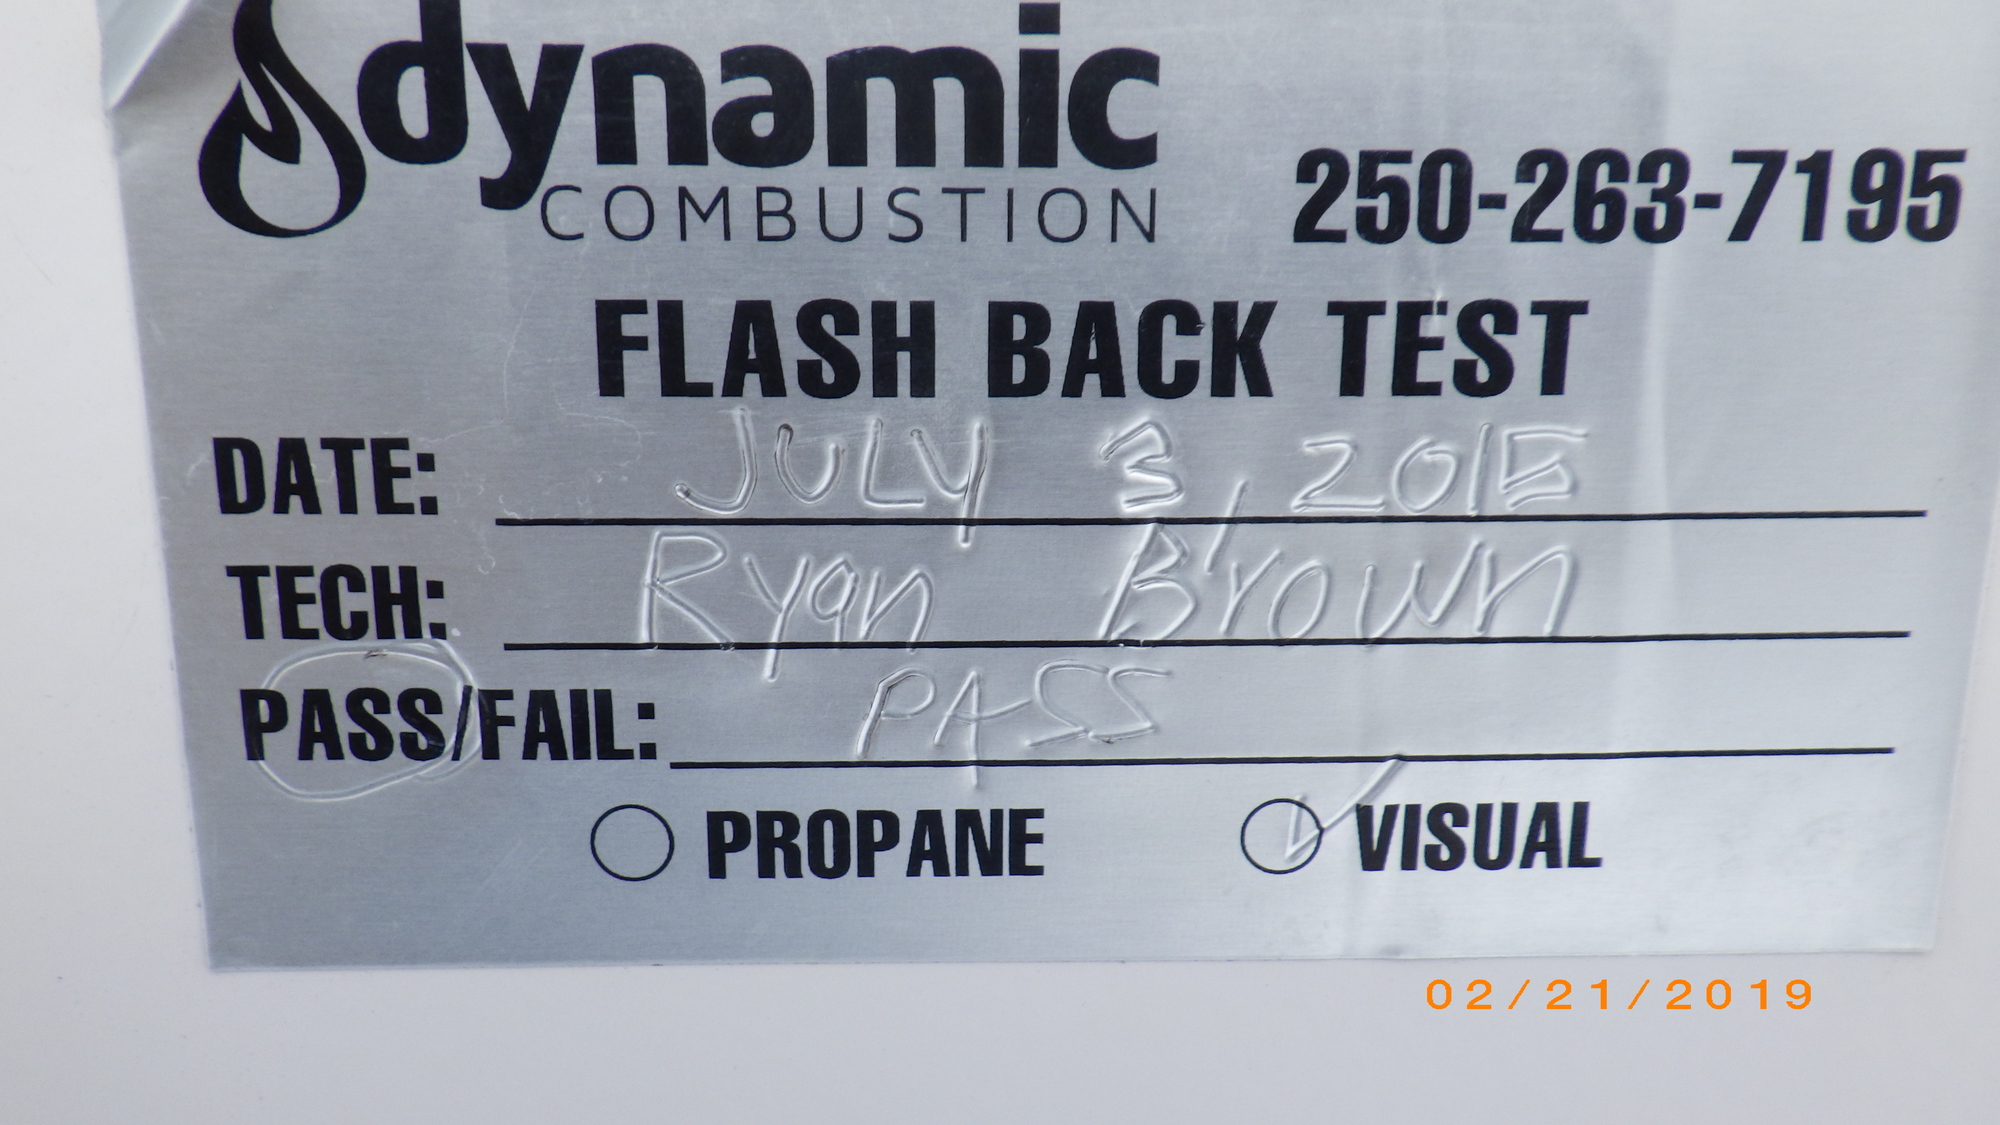 dynamic
COMBUSTION
250-263-7195
FLASH BACK TEST
DATE: JULY 3, 2015
TECH: Ryan Brown
PASS/FAIL: PASS
PROPANE VISUAL
02/21/2019